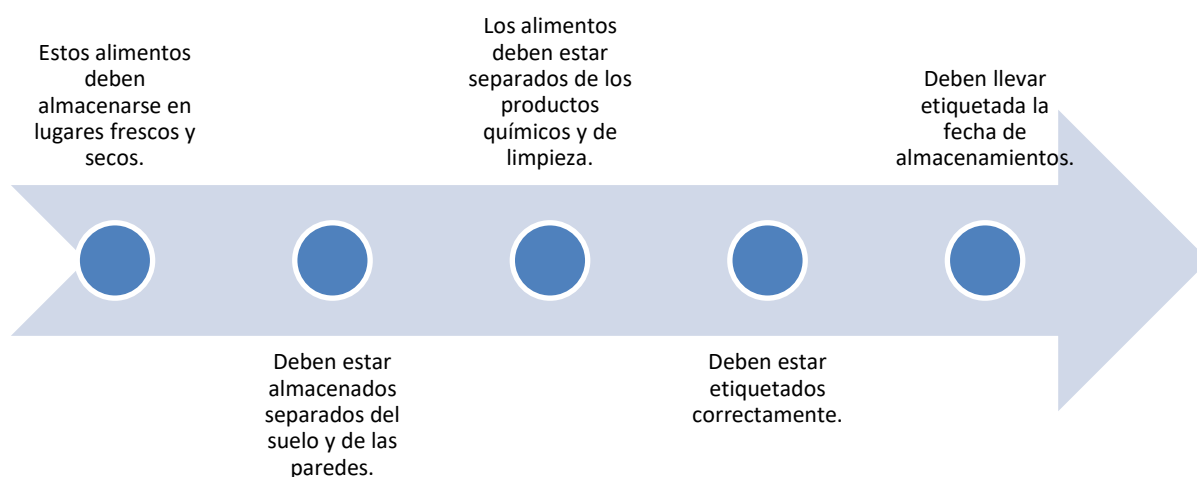 Estos alimentos
deben
almacenarse en
lugares frescos y
secos.
Deben estar
almacenados
separados del
suelo y de las
paredes.
Los alimentos
deben estar
separados de los
productos
químicos y de
limpieza.
Deben estar
etiquetados
correctamente.
Deben llevar
etiquetada la
fecha de
almacenamientos.